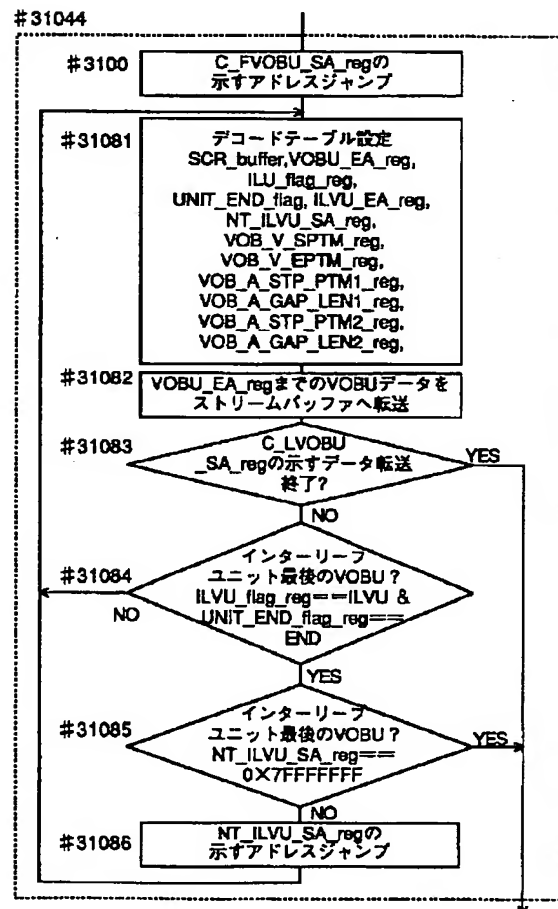 #31044
#3100
C_FVOBU_SA_regの
示すアドレスジャンプ
#31081
デコードテーブル設定
SCR_buffer,VOBU_EA_reg,
ILU_flag_reg,
UNIT_END_flag, ILVU_EA_reg,
NT_ILVU_SA_reg,
VOB_V_SPTM_reg,
VOB_V_EPTM_reg,
VOB_A_STP_PTM1_reg,
VOB_A_GAP_LEN1_reg,
VOB_A_STP_PTM2_reg,
VOB_A_GAP_LEN2_reg,
#31082
VOBU_EA_regまでのVOBUデータを
ストリームバッファへ転送
#31083
C_LVOBU
_SA_regの示すデータ転送
終了?
YES
NO
#31084
インターリーブ
ユニット最後のVOBU?
ILVU_flag_reg==ILVU &
UNIT_END_flag_reg==
END
NO
YES
#31085
インターリーブ
ユニット最後のVOBU?
NT_ILVU_SA_reg==
0X7FFFFFFF
YES
NO
#31086
NT_ILVU_SA_regの
示すアドレスジャンプ